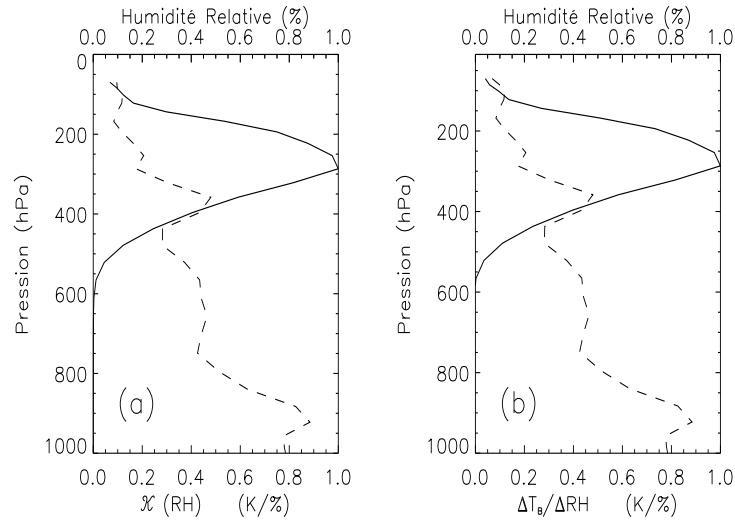 Humidité Relative (%)
0.0 0.2 0.4 0.6 0.8 1.0
0
200
400
600
800
1000
Pression (hPa)
(a)
0.0 0.2 0.4 0.6 0.8 1.0
𝒦 (RH) (K/%)
Humidité Relative (%)
0.0 0.2 0.4 0.6 0.8 1.0
200
400
600
800
1000
Pression (hPa)
(b)
0.0 0.2 0.4 0.6 0.8 1.0
ΔT_B/ΔRH (K/%)